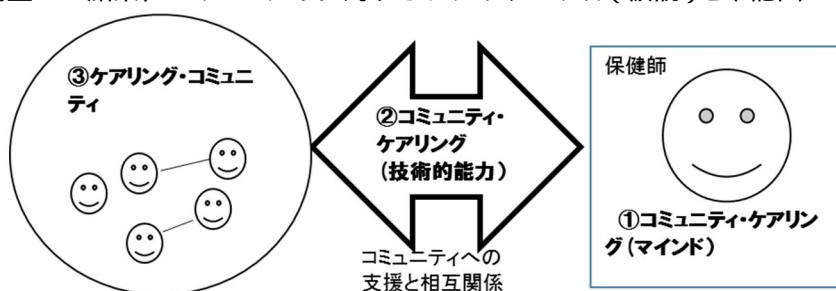 ③ケアリング・コミュニ
ティ
②コミュニティ・
ケアリング
(技術的能力)
コミュニティへの
支援と相互関係
保健師
①コミュニティ・ケアリン
グ(マインド)